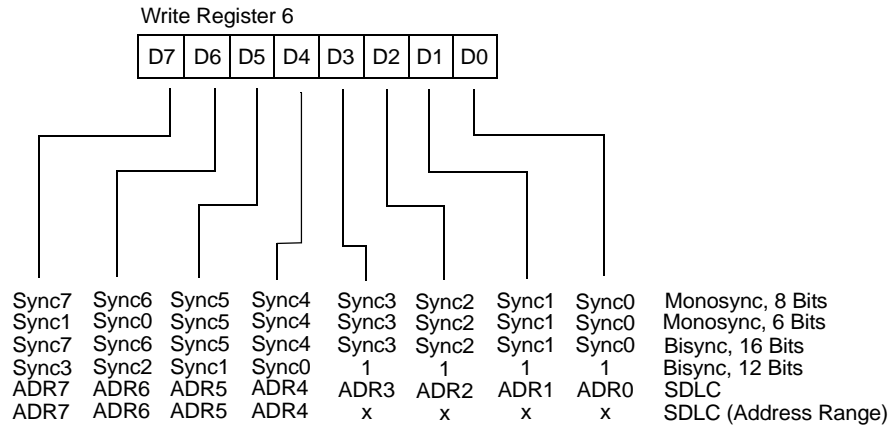 Write Register 6
D7 D6 D5 D4 D3 D2 D1 D0
Sync7 Sync6 Sync5 Sync4 Sync3 Sync2 Sync1 Sync0 Monosync, 8 Bits
Sync1 Sync0 Sync5 Sync4 Sync3 Sync2 Sync1 Sync0 Monosync, 6 Bits
Sync7 Sync6 Sync5 Sync4 Sync3 Sync2 Sync1 Sync0 Bisync, 16 Bits
Sync3 Sync2 Sync1 Sync0 1 1 1 1 Bisync, 12 Bits
ADR7 ADR6 ADR5 ADR4 ADR3 ADR2 ADR1 ADR0 SDLC
ADR7 ADR6 ADR5 ADR4 x x x x SDLC (Address Range)